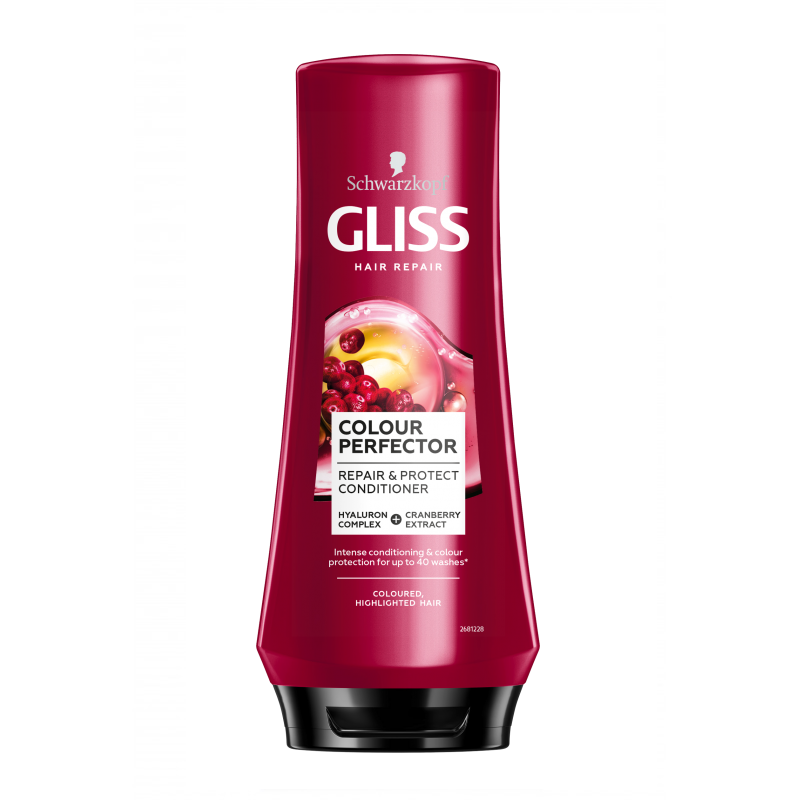 Schwarzkopf
GLISS
HAIR REPAIR
COLOUR
PERFECTOR
REPAIR & PROTECT
CONDITIONER
HYALURON
COMPLEX
+
CRANBERRY
EXTRACT
Intense conditioning & colour
protection for up to 40 washes*
COLOURED,
HIGHLIGHTED HAIR
2681228